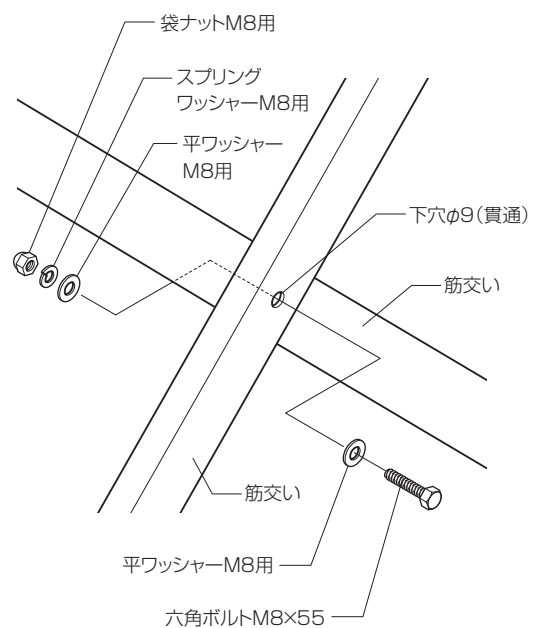 袋ナットM8用
スプリング
ワッシャーM8用
平ワッシャー
M8用
下穴φ9（貫通）
筋交い
筋交い
平ワッシャーM8用
六角ボルトM8×55